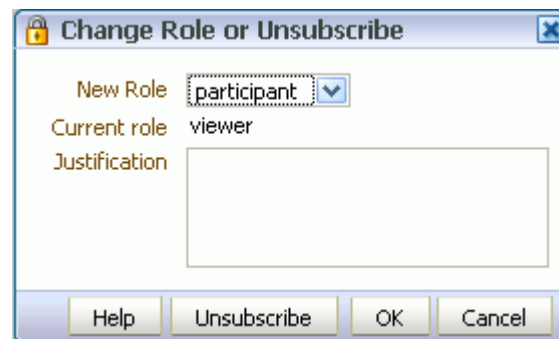 Change Role or Unsubscribe
New Role participant
Current role viewer
Justification
Help Unsubscribe OK Cancel